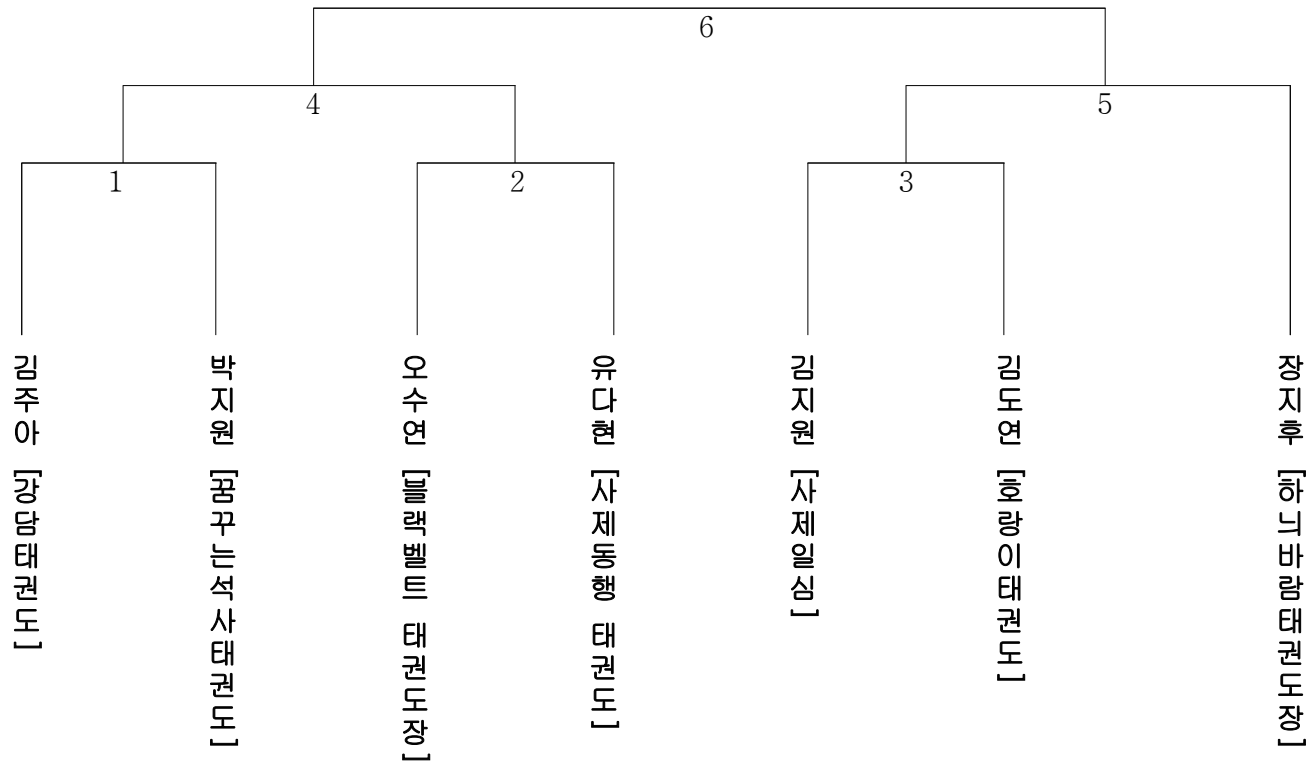 6
4
5
1
2
3
김주아 [강담태권도]
박지원 [꿈꾸는석사태권도]
오수연 [블랙벨트 태권도장]
유다현 [사제동행 태권도]
김지원 [사제일심]
김도연 [호랑이태권도]
장지후 [하늬바람태권도장]